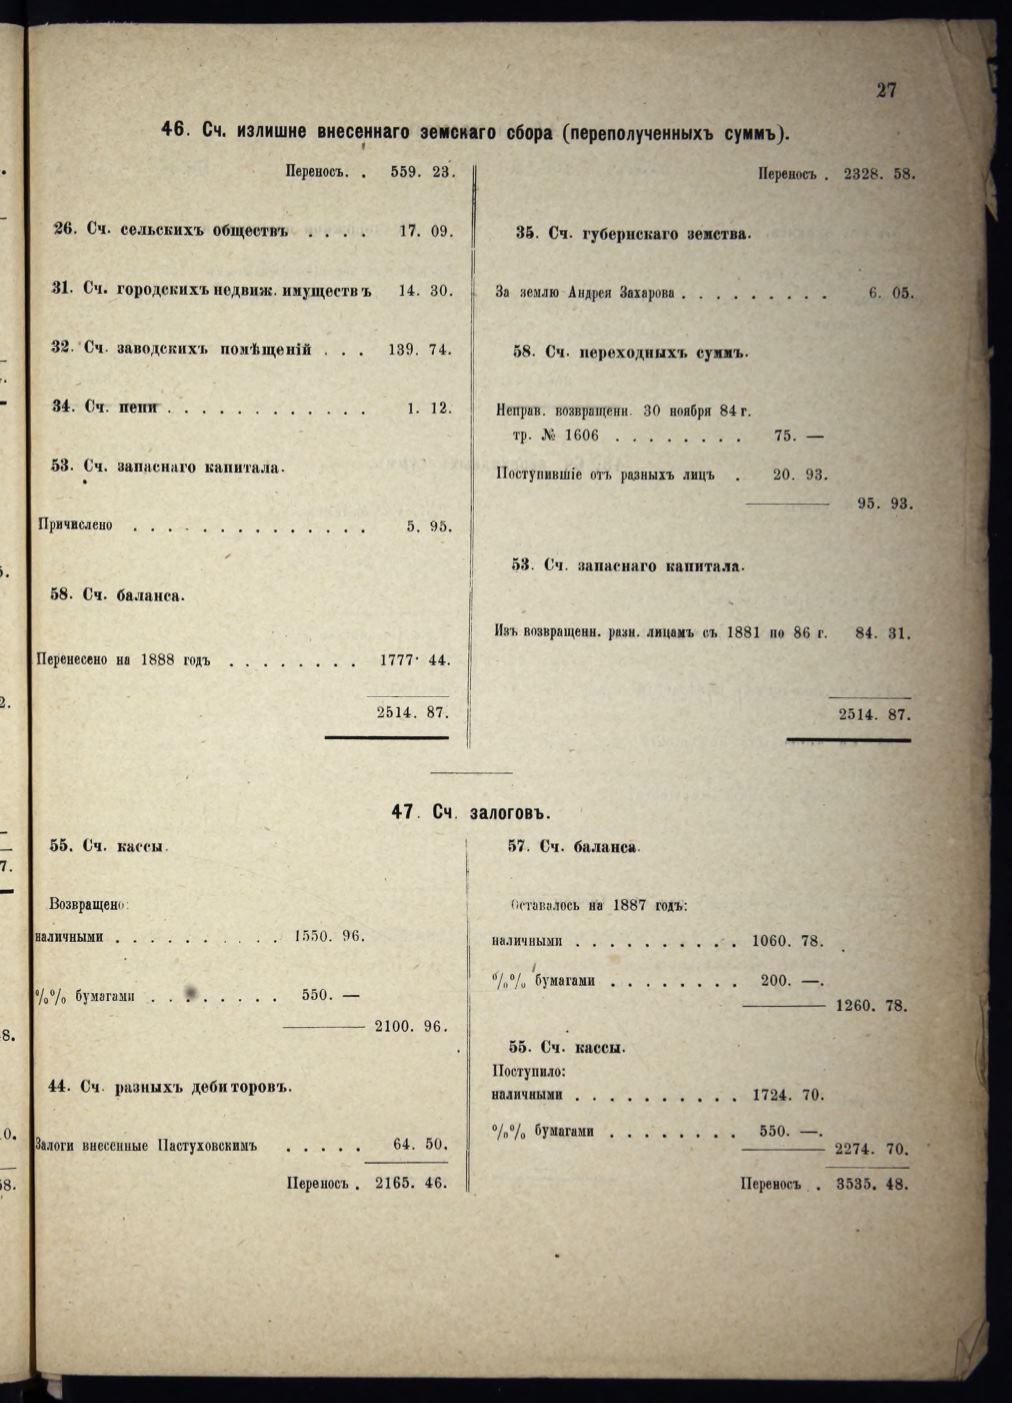 27
46. Сч. излишне внесеннаго земскаго сбора (переполученныхъ суммъ).
Переносъ. . 559. 23.
26. Сч. сельскихъ обществъ . . . . 17. 09.
31. Сч. городскихъ недвиж. имуществъ 14. 30.
32. Сч. заводскихъ помѣщеній . . . 139. 74.
34. Сч. пени . . . . . . . . . . . . 1. 12.
53. Сч. запаснаго капитала.
Причислено . . . . . . . . . . . . . . 5. 95.
58. Сч. баланса.
Перенесено на 1888 годъ . . . . . . . . 1777. 44.
2514. 87.
Переносъ . 2328. 58.
35. Сч. губернскаго земства.
За землю Андрея Захарова . . . . . . . . . 6. 05.
58. Сч. переходныхъ суммъ.
Неправ. возвращенн. 30 ноября 84 г.
тр. № 1606 . . . . . . . . 75. —
Поступившіе отъ разныхъ лицъ . 20. 93.
95. 93.
53. Сч. запаснаго капитала.
Изъ возвращенн. разн. лицамъ съ 1881 по 86 г. 84. 31.
2514. 87.
47. Сч. залоговъ.
55. Сч. кассы.
Возвращено:
наличными . . . . . . . . . . 1550. 96.
%% бумагами . . . . . . . . 550. —
2100. 96.
44. Сч. разныхъ дебиторовъ.
Залоги внесенные Пастуховскимъ . . . . . 64. 50.
Переносъ . 2165. 46.
57. Сч. баланса.
Оставалось на 1887 годъ:
наличными . . . . . . . . . . 1060. 78.
%% бумагами . . . . . . . . 200. —.
1260. 78.
55. Сч. кассы.
Поступило:
наличными . . . . . . . . . . 1724. 70.
%% бумагами . . . . . . . . 550. —.
2274. 70.
Переносъ . 3535. 48.